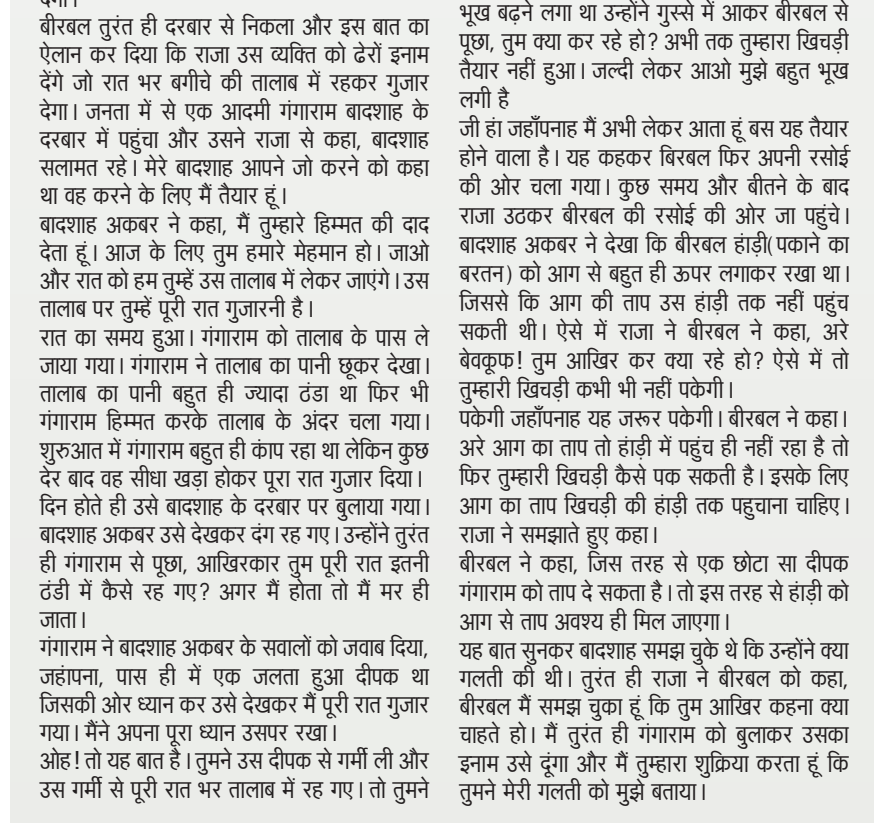 बीरबल तुरंत ही दरबार से निकला और इस बात का
ऐलान कर दिया कि राजा उस व्यक्ति को ढेरों इनाम
देंगे जो रात भर बगीचे की तालाब में रहकर गुजार
देगा। जनता में से एक आदमी गंगाराम बादशाह के
दरबार में पहुंचा और उसने राजा से कहा, बादशाह
सलामत रहे। मेरे बादशाह आपने जो करने को कहा
था वह करने के लिए मैं तैयार हूं।
बादशाह अकबर ने कहा, मैं तुम्हारे हिम्मत की दाद
देता हूं। आज के लिए तुम हमारे मेहमान हो। जाओ
और रात को हम तुम्हें उस तालाब में लेकर जाएंगे। उस
तालाब पर तुम्हें पूरी रात गुजारनी है।
रात का समय हुआ। गंगाराम को तालाब के पास ले
जाया गया। गंगाराम ने तालाब का पानी छूकर देखा।
तालाब का पानी बहुत ही ज्यादा ठंडा था फिर भी
गंगाराम हिम्मत करके तालाब के अंदर चला गया।
शुरुआत में गंगाराम बहुत ही कांप रहा था लेकिन कुछ
देर बाद वह सीधा खड़ा होकर पूरा रात गुजार दिया।
दिन होते ही उसे बादशाह के दरबार पर बुलाया गया।
बादशाह अकबर उसे देखकर दंग रह गए। उन्होंने तुरंत
ही गंगाराम से पूछा, आखिरकार तुम पूरी रात इतनी
ठंडी में कैसे रह गए? अगर मैं होता तो मैं मर ही
जाता।
गंगाराम ने बादशाह अकबर के सवालों को जवाब दिया,
जहांपना, पास ही में एक जलता हुआ दीपक था
जिसकी ओर ध्यान कर उसे देखकर मैं पूरी रात गुजार
गया। मैंने अपना पूरा ध्यान उसपर रखा।
ओह! तो यह बात है। तुमने उस दीपक से गर्मी ली और
उस गर्मी से पूरी रात भर तालाब में रह गए। तो तुमने
भूख बढ़ने लगा था उन्होंने गुस्से में आकर बीरबल से
पूछा, तुम क्या कर रहे हो? अभी तक तुम्हारा खिचड़ी
तैयार नहीं हुआ। जल्दी लेकर आओ मुझे बहुत भूख
लगी है
जी हां जहाँपनाह मैं अभी लेकर आता हूं बस यह तैयार
होने वाला है। यह कहकर बिरबल फिर अपनी रसोई
की ओर चला गया। कुछ समय और बीतने के बाद
राजा उठकर बीरबल की रसोई की ओर जा पहुंचे।
बादशाह अकबर ने देखा कि बीरबल हांड़ी(पकाने का
बरतन) को आग से बहुत ही ऊपर लगाकर रखा था।
जिससे कि आग की ताप उस हांड़ी तक नहीं पहुंच
सकती थी। ऐसे में राजा ने बीरबल ने कहा, अरे
बेवकूफ! तुम आखिर कर क्या रहे हो? ऐसे में तो
तुम्हारी खिचड़ी कभी भी नहीं पकेगी।
पकेगी जहाँपनाह यह जरूर पकेगी। बीरबल ने कहा।
अरे आग का ताप तो हांड़ी में पहुंच ही नहीं रहा है तो
फिर तुम्हारी खिचड़ी कैसे पक सकती है। इसके लिए
आग का ताप खिचड़ी की हांड़ी तक पहुचाना चाहिए।
राजा ने समझाते हुए कहा।
बीरबल ने कहा, जिस तरह से एक छोटा सा दीपक
गंगाराम को ताप दे सकता है। तो इस तरह से हांड़ी को
आग से ताप अवश्य ही मिल जाएगा।
यह बात सुनकर बादशाह समझ चुके थे कि उन्होंने क्या
गलती की थी। तुरंत ही राजा ने बीरबल को कहा,
बीरबल मैं समझ चुका हूं कि तुम आखिर कहना क्या
चाहते हो। मैं तुरंत ही गंगाराम को बुलाकर उसका
इनाम उसे दूंगा और मैं तुम्हारा शुक्रिया करता हूं कि
तुमने मेरी गलती को मुझे बताया।